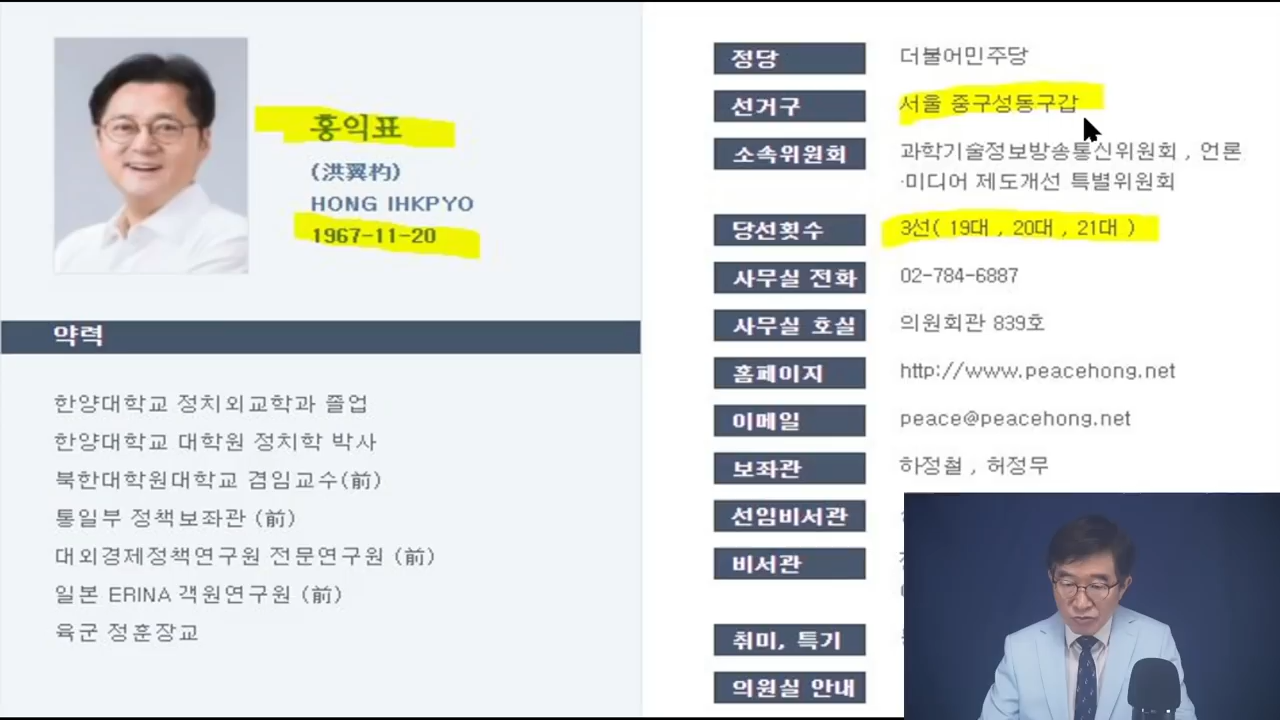 홍익표
(洪翼杓)
HONG IHKPYO
1967-11-20
약력
한양대학교 정치외교학과 졸업
한양대학교 대학원 정치학 박사
북한대학원대학교 겸임교수(前)
통일부 정책보좌관 (前)
대외경제정책연구원 전문연구원 (前)
일본 ERINA 객원연구원 (前)
육군 정훈장교
정당 더불어민주당
선거구 서울 중구성동구갑
소속위원회 과학기술정보방송통신위원회 , 언론
·미디어 제도개선 특별위원회
당선횟수 3선( 19대 , 20대 , 21대 )
사무실 전화 02-784-6887
사무실 호실 의원회관 839호
홈페이지 http://www.peacehong.net
이메일 peace@peacehong.net
보좌관 하정철 , 허정무
선임비서관
비서관
취미, 특기
의원실 안내